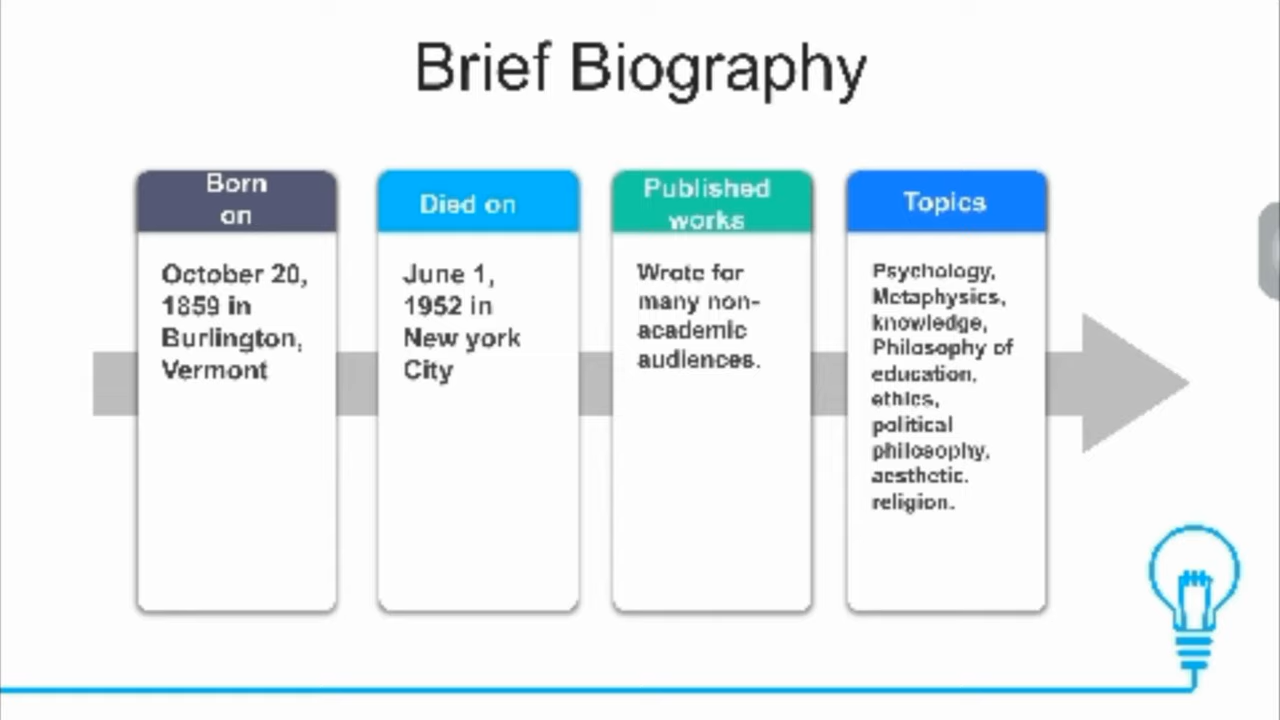 Brief Biography
Born
on
October 20,
1859 in
Burlington,
Vermont
Died on
June 1,
1952 in
New york
City
Published
works
Wrote for
many non-
academic
audiences.
Topics
Psychology,
Metaphysics,
knowledge,
Philosophy of
education,
ethics,
political
philosophy,
aesthetic.
religion.